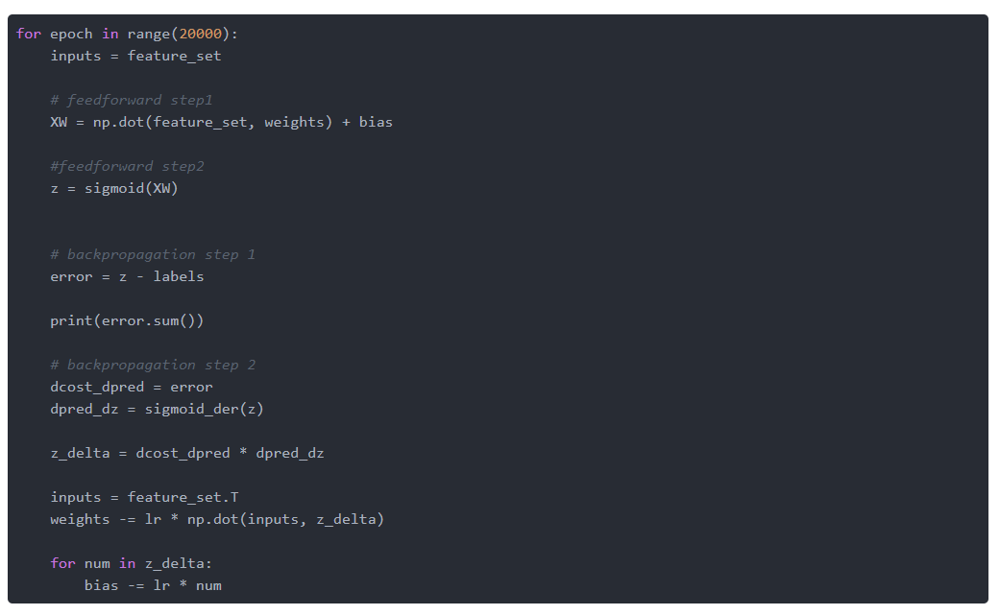 for epoch in range(20000):
    inputs = feature_set
    # feedforward step1
    XW = np.dot(feature_set, weights) + bias
    #feedforward step2
    z = sigmoid(XW)
    # backpropagation step 1
    error = z - labels
    print(error.sum())
    # backpropagation step 2
    dcost_dpred = error
    dpred_dz = sigmoid_der(z)
    z_delta = dcost_dpred * dpred_dz
    inputs = feature_set.T
    weights -= lr * np.dot(inputs, z_delta)
    for num in z_delta:
        bias -= lr * num